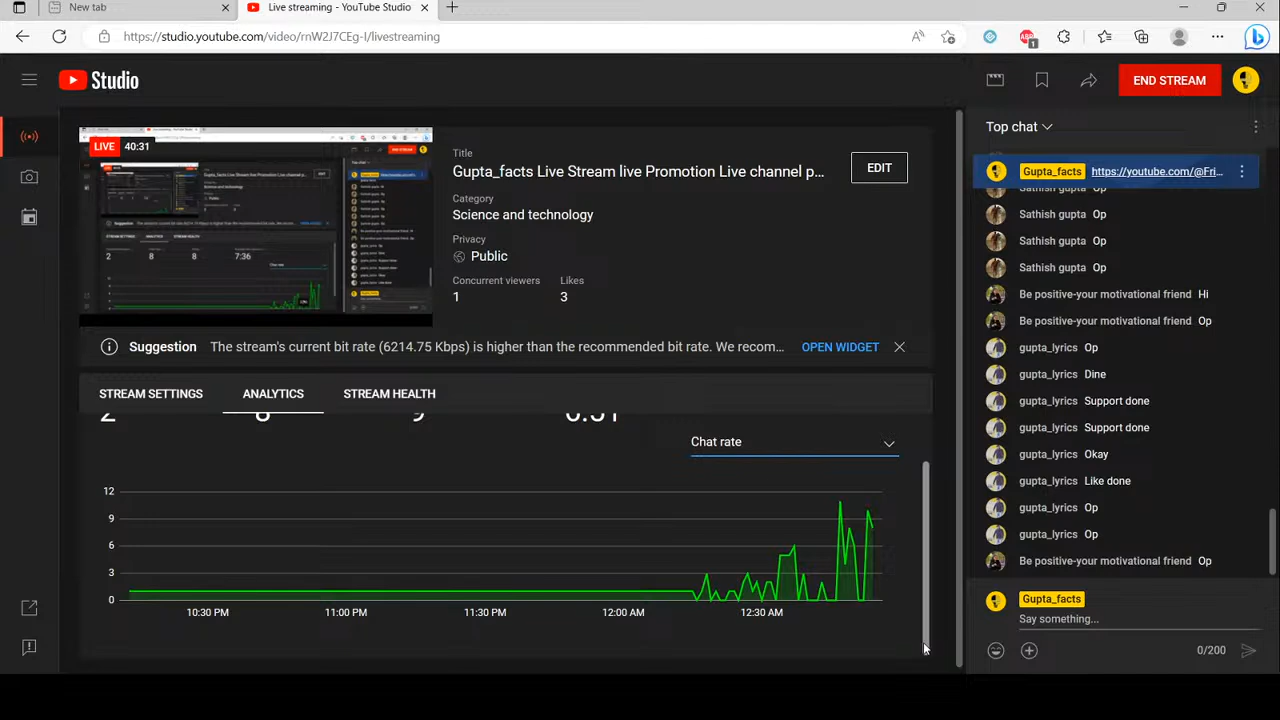 New tab
Live streaming - YouTube Studio
https://studio.youtube.com/video/rnW2J7CEg-I/livestreaming
Studio
END STREAM
LIVE 40:31
Title
Gupta_facts Live Stream live Promotion Live channel p...
EDIT
Category
Science and technology
Privacy
Public
Concurrent viewers
Likes
1
3
Suggestion
The stream's current bit rate (6214.75 Kbps) is higher than the recommended bit rate. We recom...
OPEN WIDGET
STREAM SETTINGS
ANALYTICS
STREAM HEALTH
Chat rate
12
9
6
3
0
10:30 PM
11:00 PM
11:30 PM
12:00 AM
12:30 AM
Top chat
Gupta_facts https://youtube.com/@Fri...
Sathish gupta Op
Sathish gupta Op
Sathish gupta Op
Sathish gupta Op
Be positive-your motivational friend Hi
Be positive-your motivational friend Op
gupta_lyrics Op
gupta_lyrics Dine
gupta_lyrics Support done
gupta_lyrics Support done
gupta_lyrics Okay
gupta_lyrics Like done
gupta_lyrics Op
gupta_lyrics Op
Be positive-your motivational friend Op
Gupta_facts
Say something...
0/200